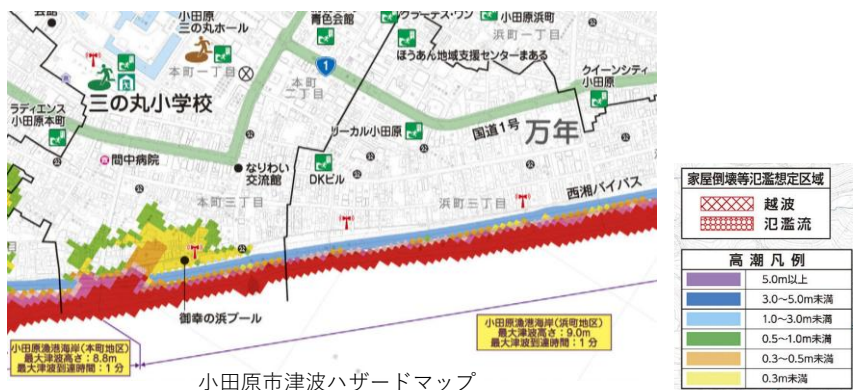 会館
小田原
三の丸ホール
青色会館
クラーテス・ワン
小田原浜町
浜町一丁目
ほうあん地域支援センターまある
クイーンシティ
小田原
本町一丁目
1
本町
二丁目
三の丸小学校
ラディエンス
小田原本町
リーカル小田原
国道1号
万年
間中病院
なりわい
交流館
DKビル
本町三丁目
浜町三丁目
西湘バイパス
御幸の浜プール
小田原漁港海岸(本町地区)
最大津波高さ:8.8m
最大津波到達時間:1分
小田原漁港海岸(浜町地区)
最大津波高さ:9.0m
最大津波到達時間:1分
小田原市津波ハザードマップ
家屋倒壊等氾濫想定区域
越波
氾濫流
高潮凡例
5.0m以上
3.0～5.0m未満
1.0～3.0m未満
0.5～1.0m未満
0.3～0.5m未満
0.3m未満